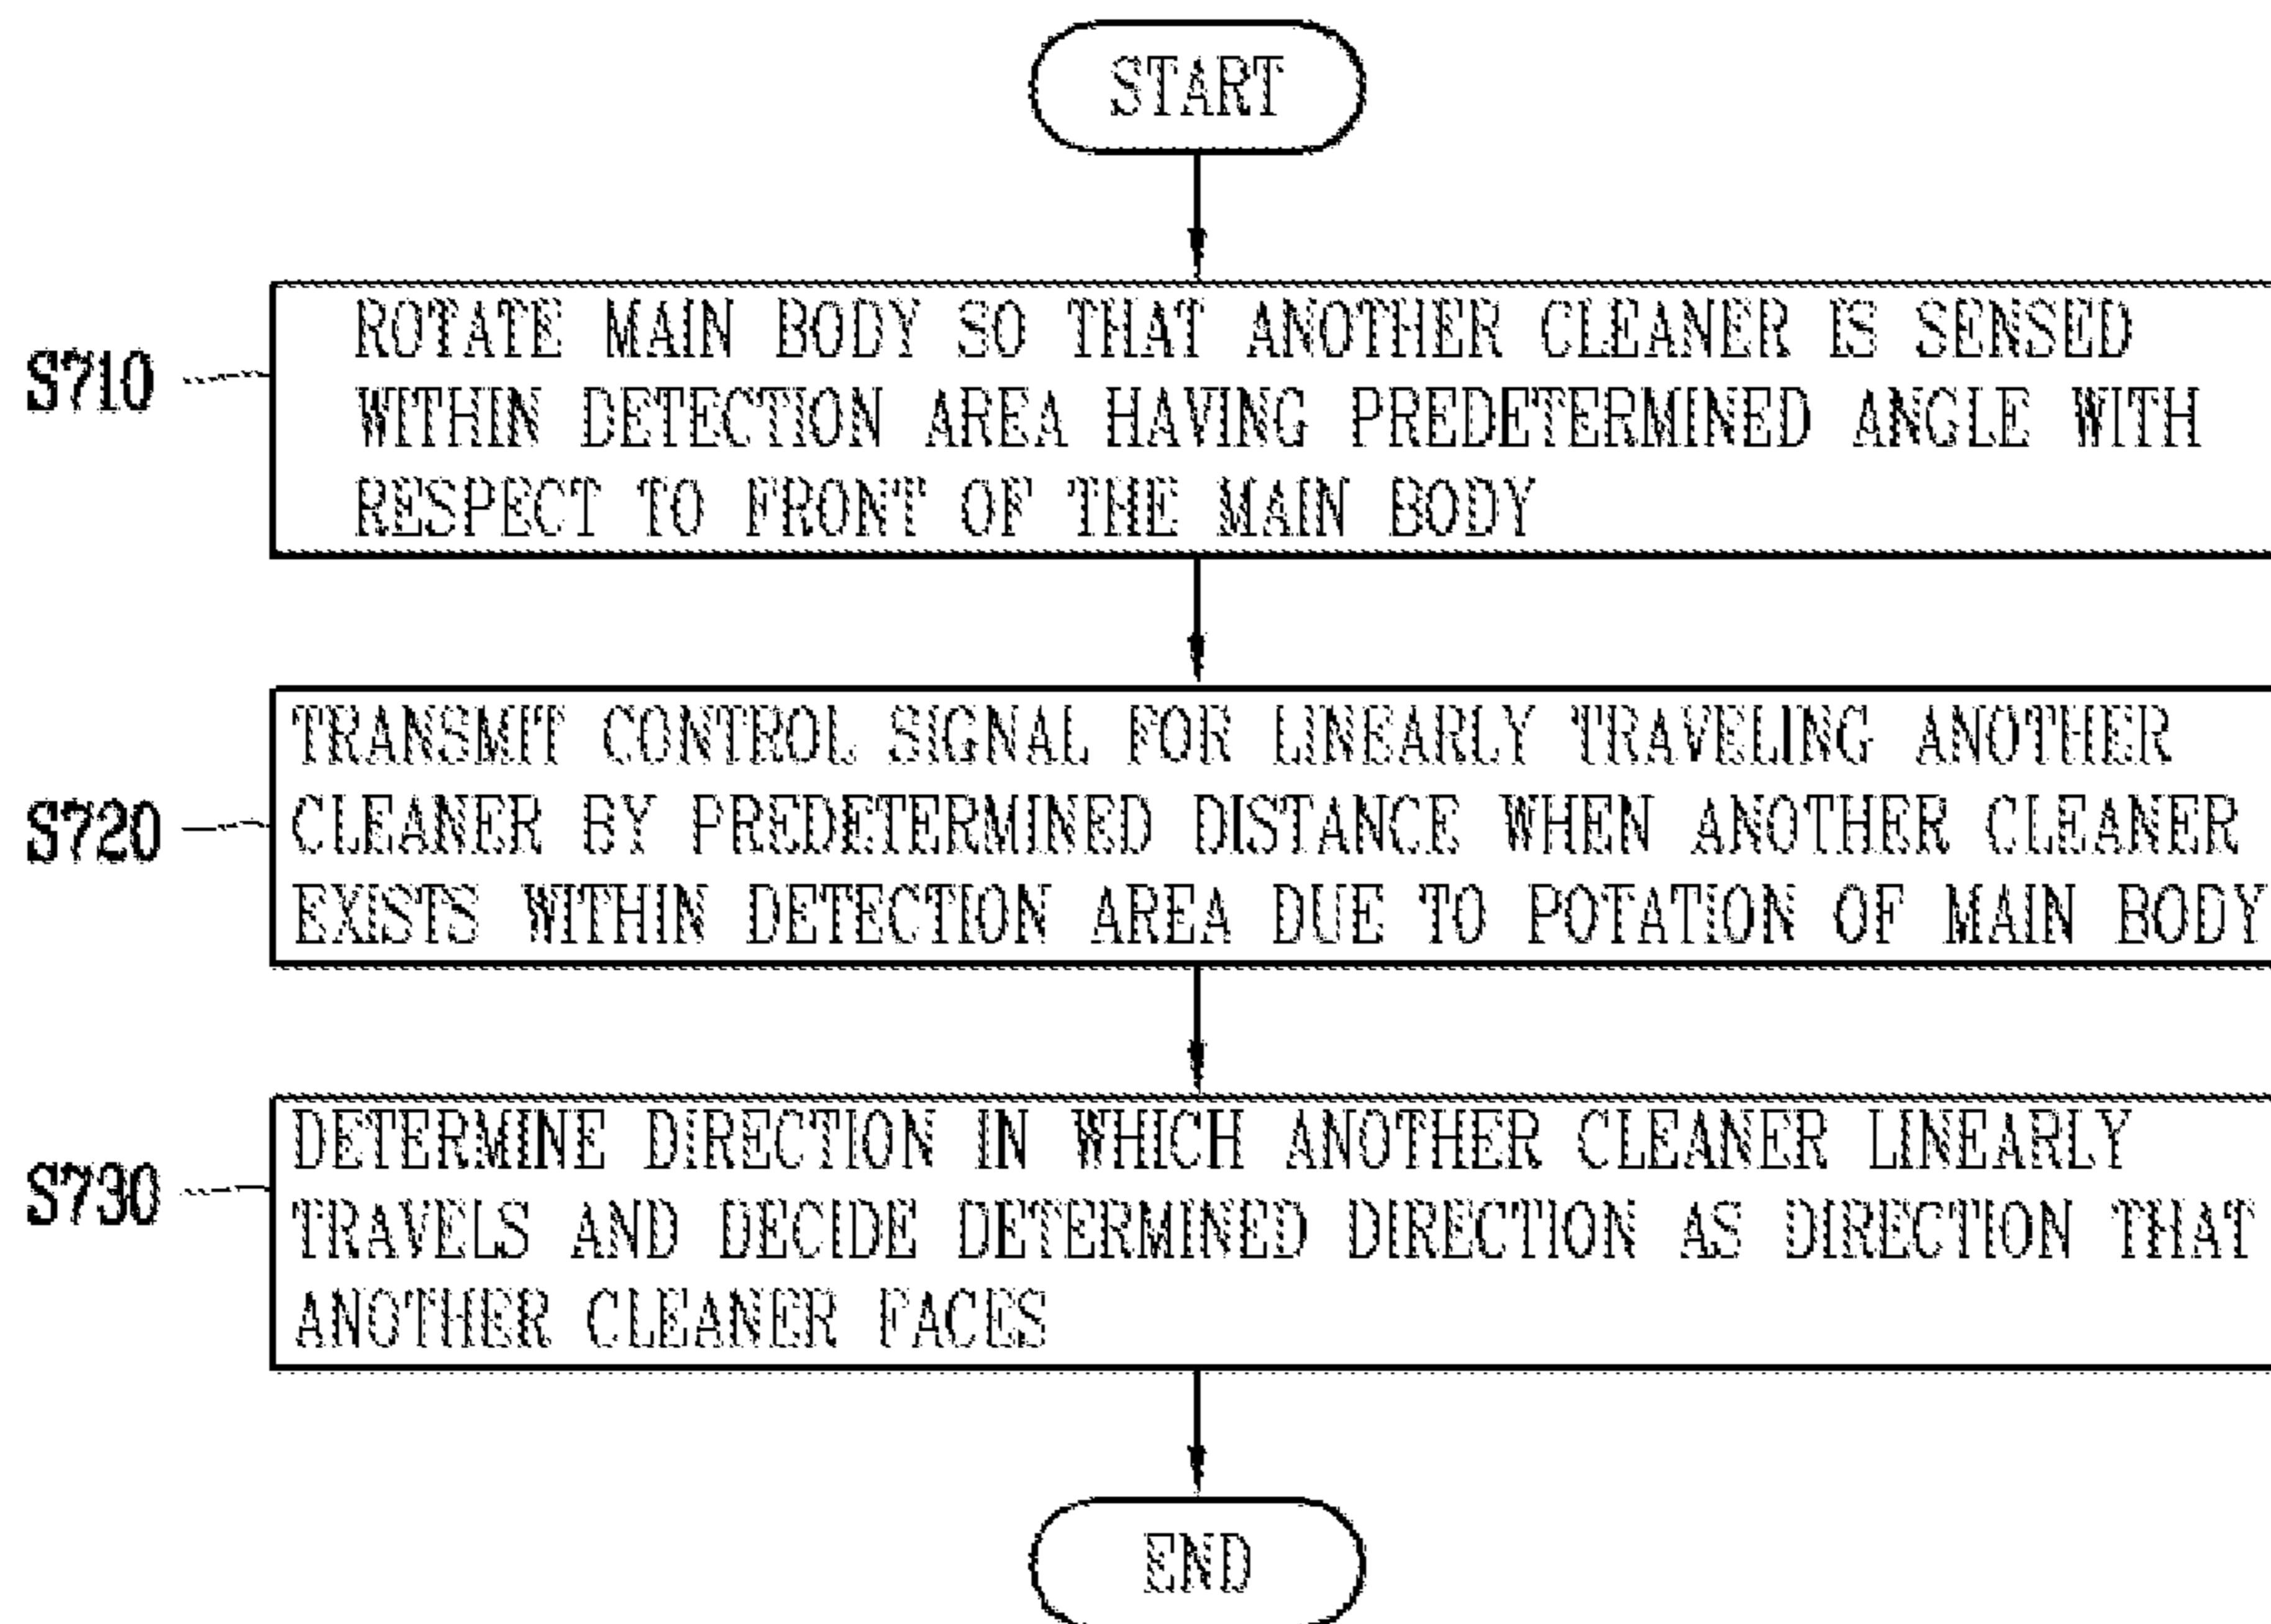 START
S710
ROTATE MAIN BODY SO THAT ANOTHER CLEANER IS SENSED
WITHIN DETECTION AREA HAVING PREDETERMINED ANGLE WITH
RESPECT TO FRONT OF THE MAIN BODY
S720
TRANSMIT CONTROL SIGNAL FOR LINEARLY TRAVELING ANOTHER
CLEANER BY PREDETERMINED DISTANCE WHEN ANOTHER CLEANER
EXISTS WITHIN DETECTION AREA DUE TO POTATION OF MAIN BODY
S730
DETERMINE DIRECTION IN WHICH ANOTHER CLEANER LINEARLY
TRAVELS AND DECIDE DETERMINED DIRECTION AS DIRECTION THAT
ANOTHER CLEANER FACES
END